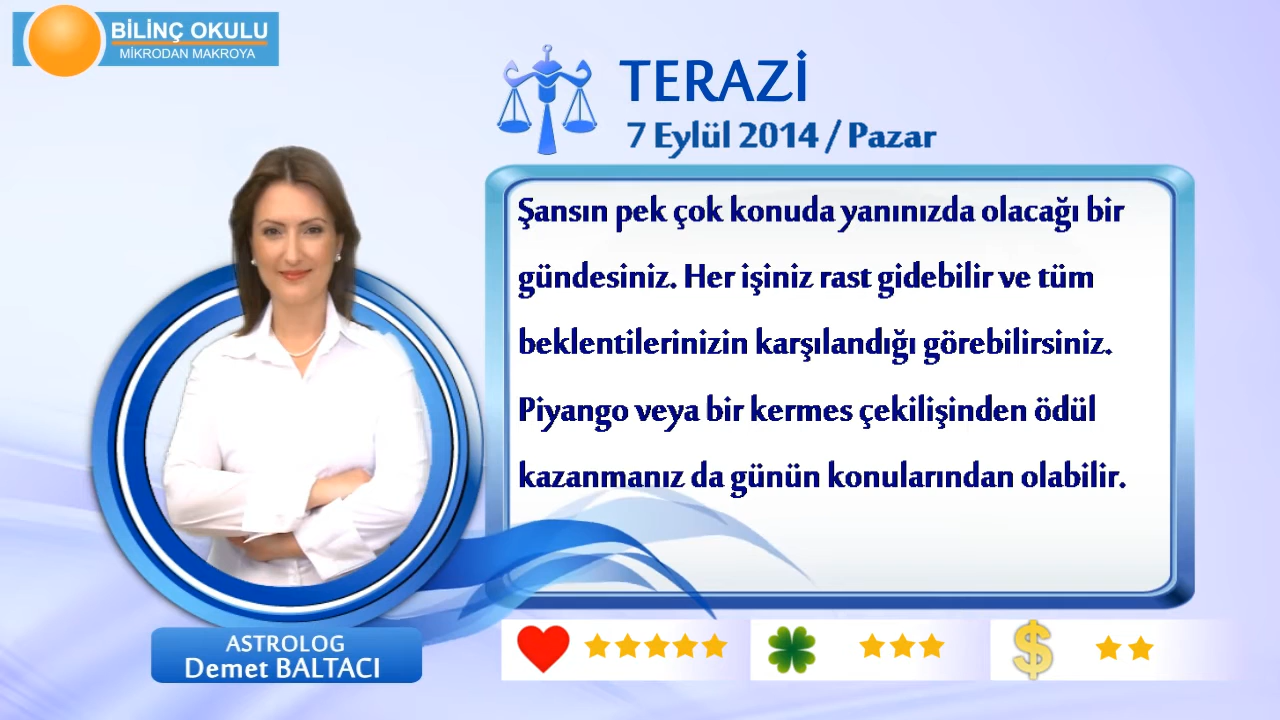 BİLİNÇ OKULU
MİKRODAN MAKROYA
TERAZİ
7 Eylül 2014 / Pazar
Şansın pek çok konuda yanınızda olacağı bir
gündesiniz. Her işiniz rast gidebilir ve tüm
beklentilerinizin karşılandığı görebilirsiniz.
Piyango veya bir kermes çekilişinden ödül
kazanmanız da günün konularından olabilir.
ASTROLOG
Demet BALTACI